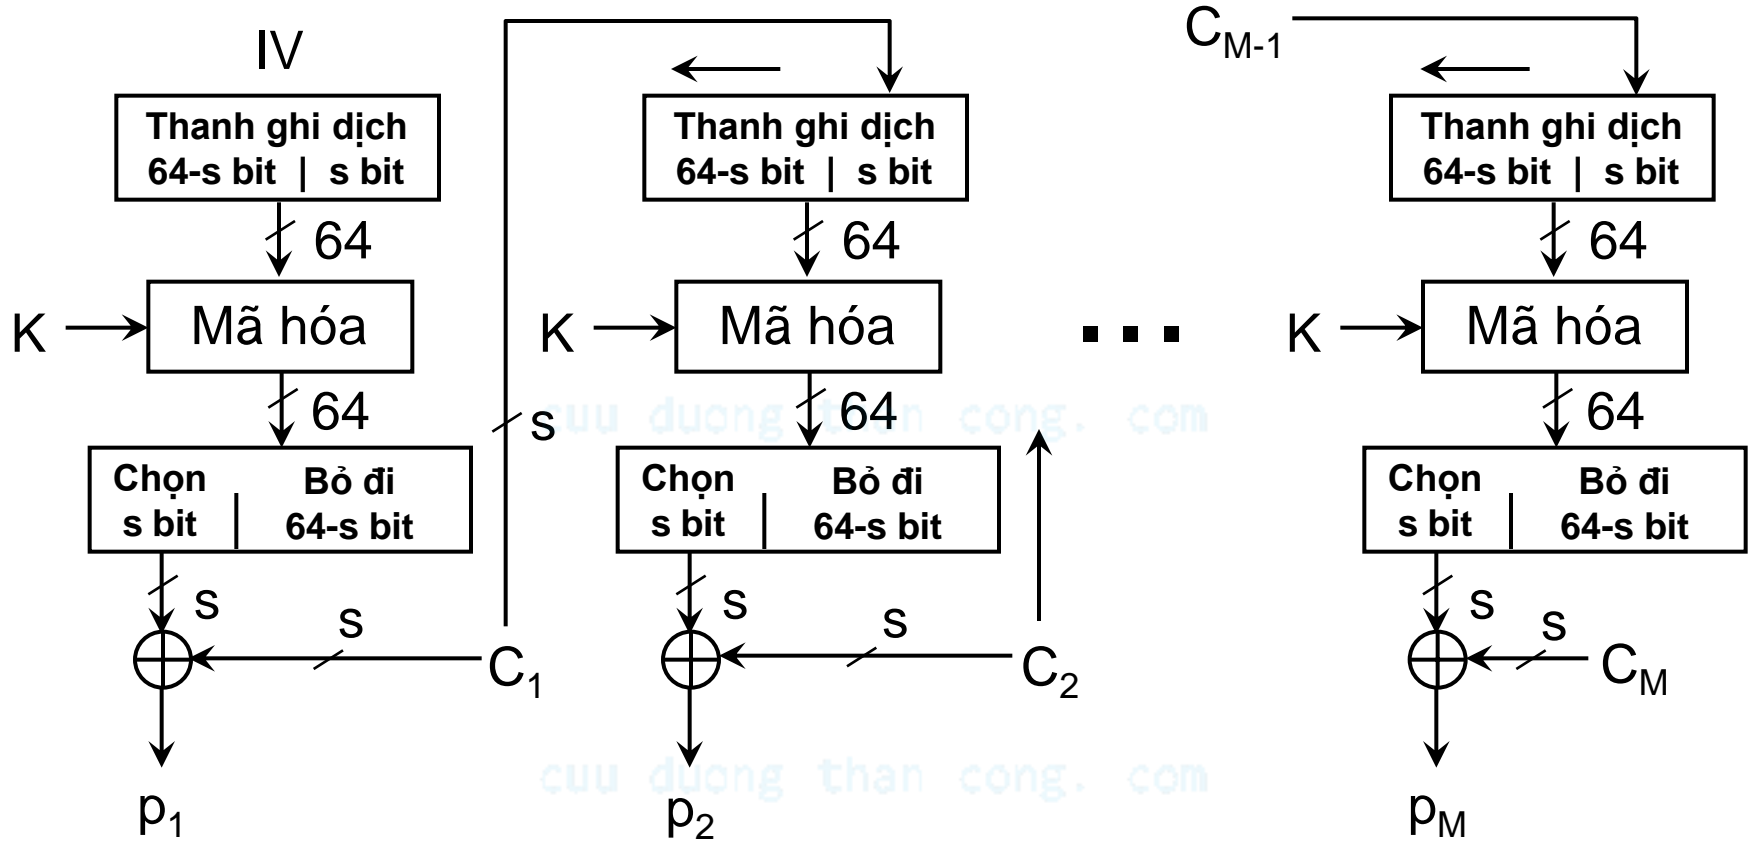 IV
C_{M-1}
Thanh ghi dịch
64-s bit | s bit
Thanh ghi dịch
64-s bit | s bit
Thanh ghi dịch
64-s bit | s bit
64
64
64
K
Mã hóa
K
Mã hóa
...
K
Mã hóa
64
s
64
64
cuu duong than cong. com
Chọn
s bit
Bỏ đi
64-s bit
Chọn
s bit
Bỏ đi
64-s bit
Chọn
s bit
Bỏ đi
64-s bit
s
s
C₁
s
s
C₂
s
s
C_M
cuu duong than cong. com
p₁
p₂
p_M